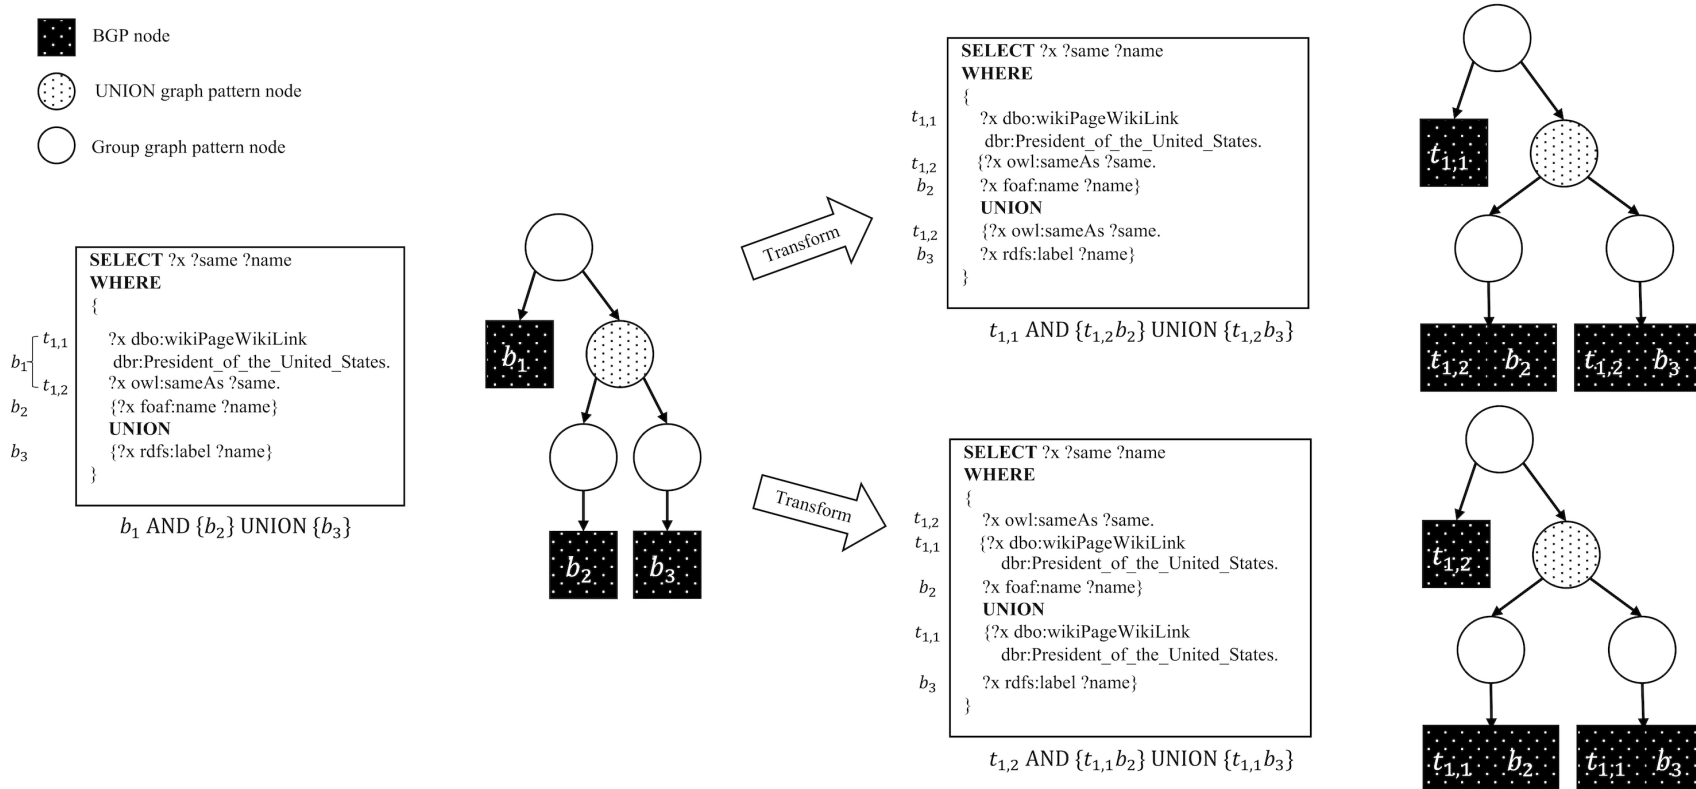 BGP node
UNION graph pattern node
Group graph pattern node
SELECT ?x ?same ?name
WHERE
{
t1,1 ?x dbo:wikiPageWikiLink
b1 dbr:President_of_the_United_States.
t1,2 ?x owl:sameAs ?same.
b2 {?x foaf:name ?name}
UNION
b3 {?x rdfs:label ?name}
}
b1 AND {b2} UNION {b3}
b1
b2 b3
Transform
SELECT ?x ?same ?name
WHERE
{
t1,1 ?x dbo:wikiPageWikiLink
dbr:President_of_the_United_States.
t1,2 {?x owl:sameAs ?same.
b2 ?x foaf:name ?name}
UNION
t1,2 {?x owl:sameAs ?same.
b3 ?x rdfs:label ?name}
}
t1,1 AND {t1,2b2} UNION {t1,2b3}
t1,1
t1,2 b2 t1,2 b3
Transform
SELECT ?x ?same ?name
WHERE
{
t1,2 ?x owl:sameAs ?same.
t1,1 {?x dbo:wikiPageWikiLink
dbr:President_of_the_United_States.
b2 ?x foaf:name ?name}
UNION
t1,1 {?x dbo:wikiPageWikiLink
dbr:President_of_the_United_States.
b3 ?x rdfs:label ?name}
}
t1,2 AND {t1,1b2} UNION {t1,1b3}
t1,2
t1,1 b2 t1,1 b3